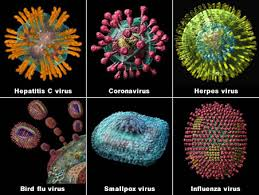 Hepatitis C virus
Coronavirus
Herpes virus
Bird flu virus
Smallpox virus
Influenza virus